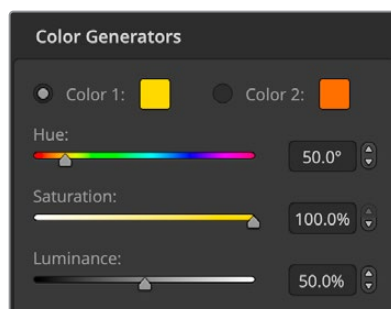 Color Generators
Color 1: Color 2:
Hue:
50.0°
Saturation:
100.0%
Luminance:
50.0%